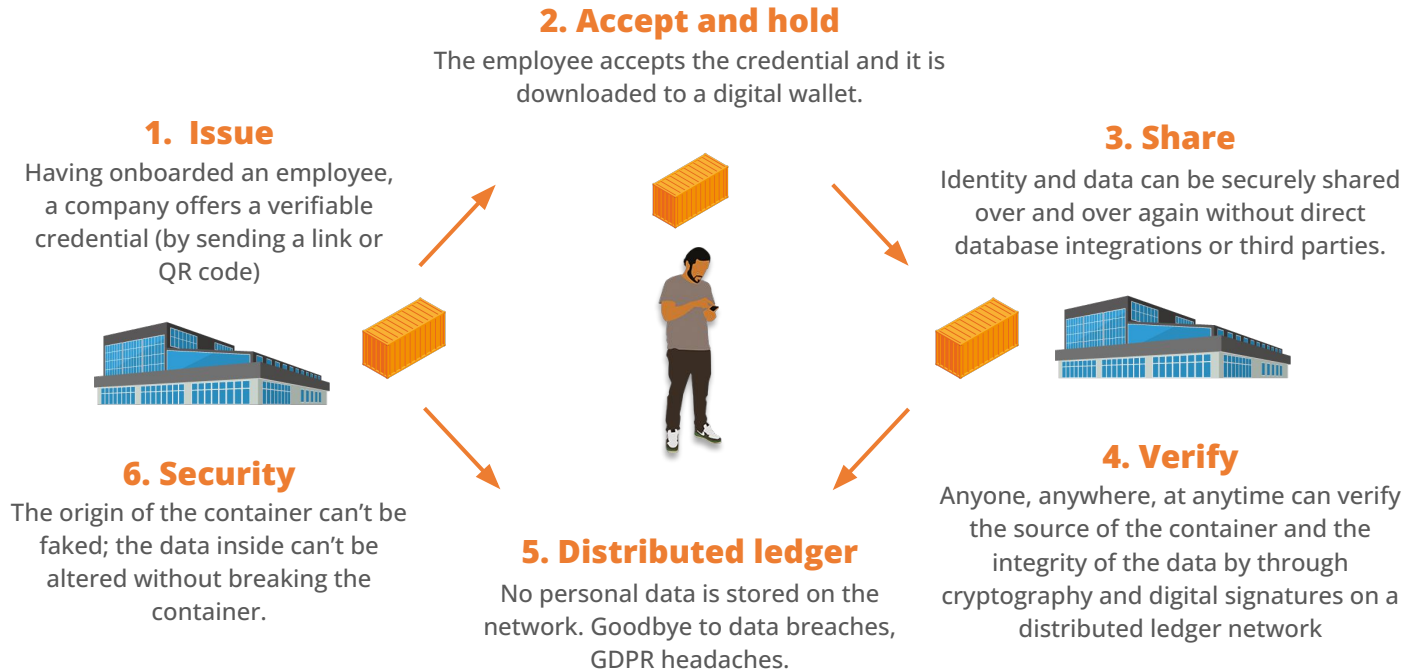 1. Issue
Having onboarded an employee,
a company offers a verifiable
credential (by sending a link or
QR code)
2. Accept and hold
The employee accepts the credential and it is
downloaded to a digital wallet.
3. Share
Identity and data can be securely shared
over and over again without direct
database integrations or third parties.
4. Verify
Anyone, anywhere, at anytime can verify
the source of the container and the
integrity of the data by through
cryptography and digital signatures on a
distributed ledger network
5. Distributed ledger
No personal data is stored on the
network. Goodbye to data breaches,
GDPR headaches.
6. Security
The origin of the container can’t be
faked; the data inside can’t be
altered without breaking the
container.